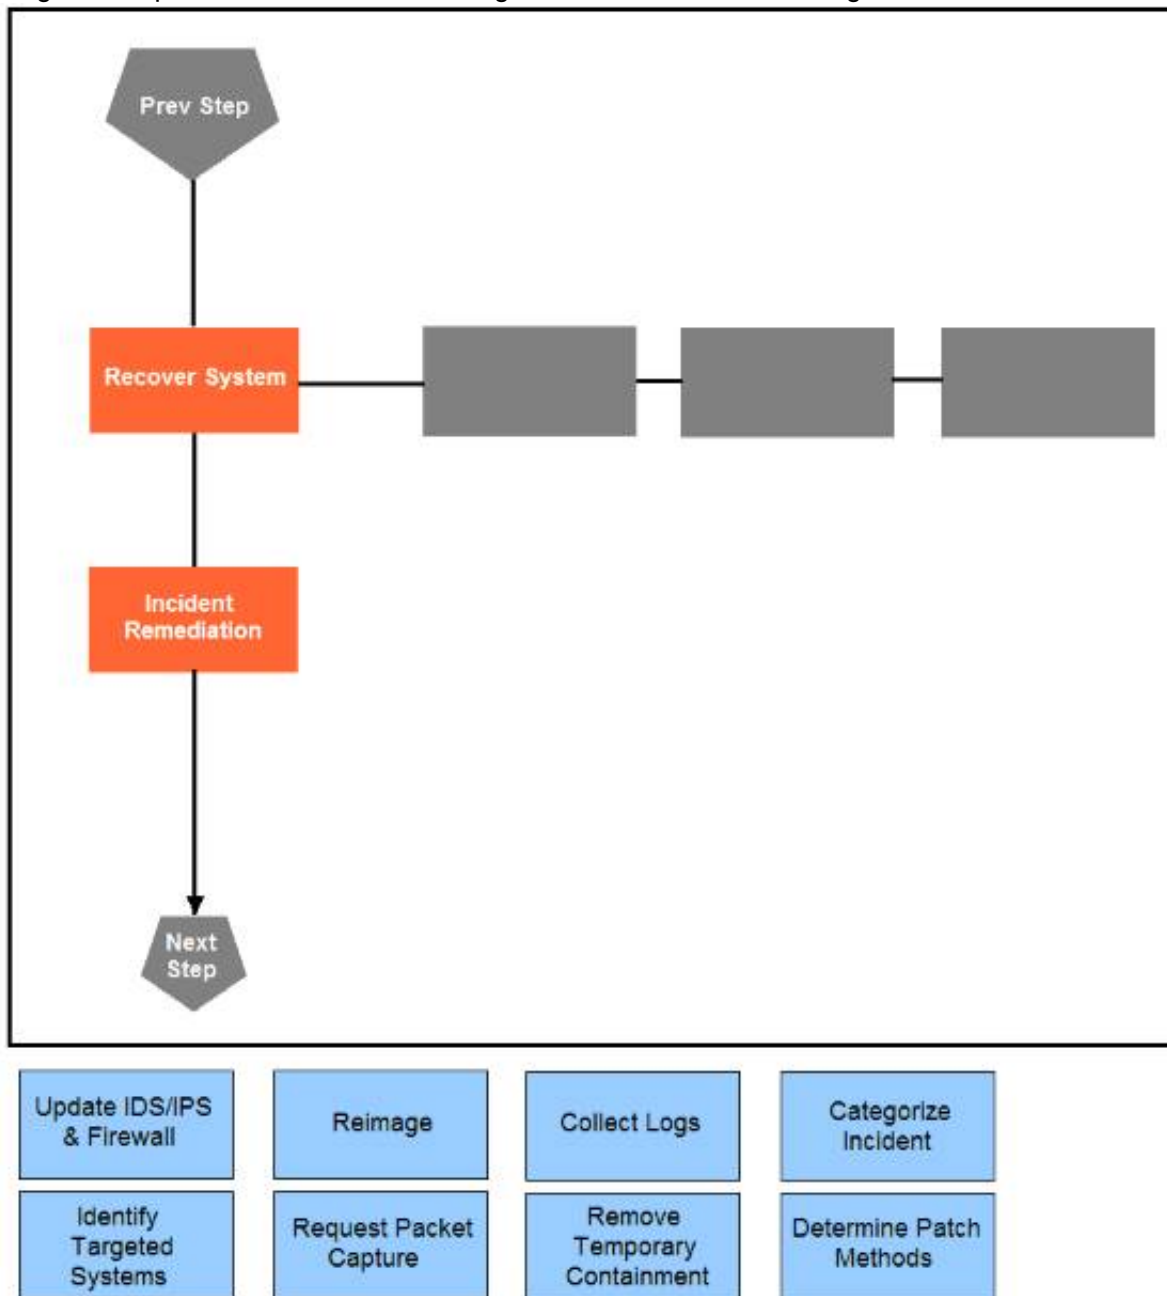 Prev Step
Recover System
Incident
Remediation
Next
Step
Update IDS/IPS
& Firewall
Reimage
Collect Logs
Categorize
Incident
Identify
Targeted
Systems
Request Packet
Capture
Remove
Temporary
Containment
Determine Patch
Methods